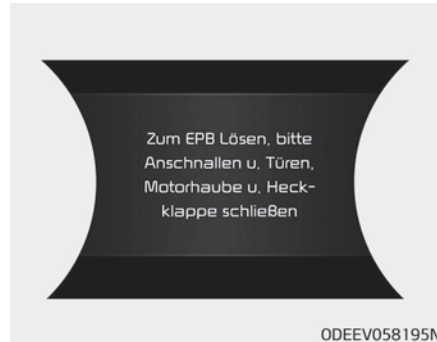 Zum EPB Lösen, bitte
Anschnallen u. Türen,
Motorhaube u. Heck-
klappe schließen
ODEEV058195N